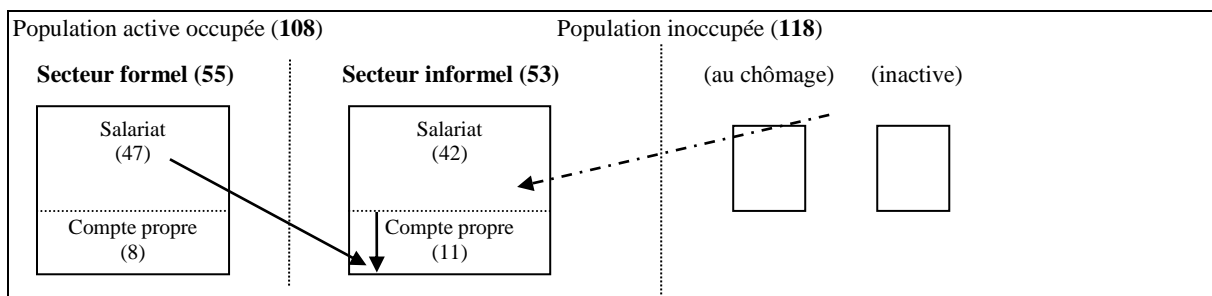 Population active occupée (108) Population inoccupée (118)
Secteur formel (55) Secteur informel (53) (au chômage) (inactive)
Salariat Salariat
(47) (42)
Compte propre Compte propre
(8) (11)